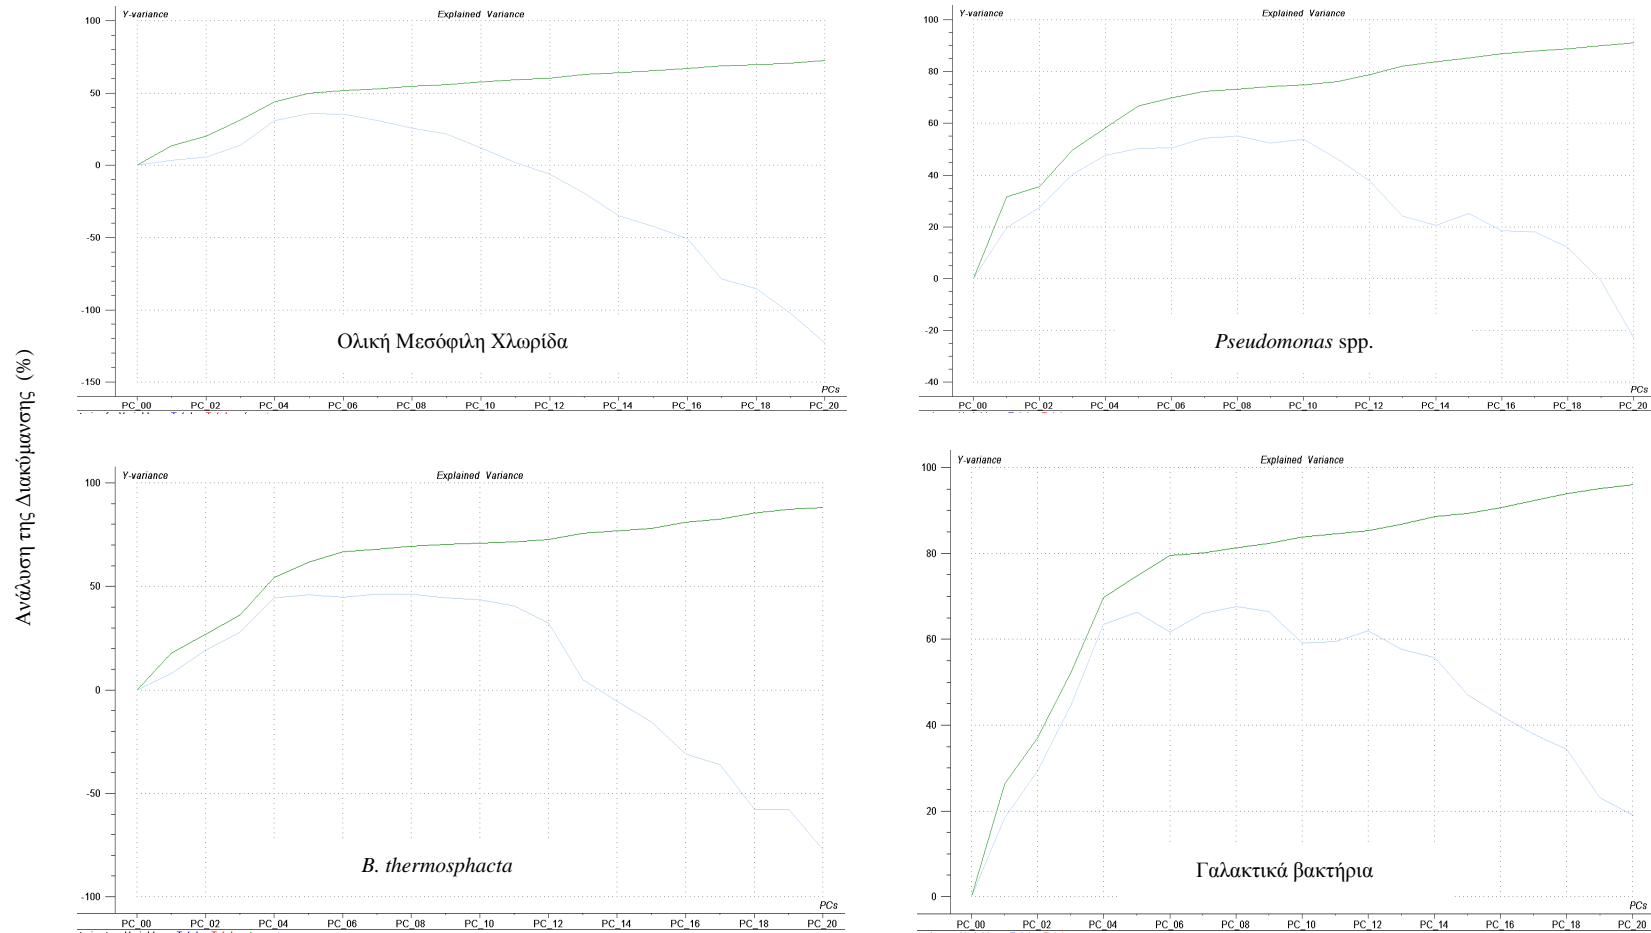 Ανάλυση της Διακύμανσης (%)
Y-variance
Explained Variance
100
50
0
-50
-100
-150
Ολική Μεσόφιλη Χλωρίδα
PCs
PC_00 PC_02 PC_04 PC_06 PC_08 PC_10 PC_12 PC_14 PC_16 PC_18 PC_20
Y-variance
Explained Variance
100
80
60
40
20
0
-20
-40
Pseudomonas spp.
PCs
PC_00 PC_02 PC_04 PC_06 PC_08 PC_10 PC_12 PC_14 PC_16 PC_18 PC_20
Y-variance
Explained Variance
100
50
0
-50
-100
B. thermosphacta
PCs
PC_00 PC_02 PC_04 PC_06 PC_08 PC_10 PC_12 PC_14 PC_16 PC_18 PC_20
Y-variance
Explained Variance
100
80
60
40
20
0
Γαλακτικά βακτήρια
PCs
PC_00 PC_02 PC_04 PC_06 PC_08 PC_10 PC_12 PC_14 PC_16 PC_18 PC_20